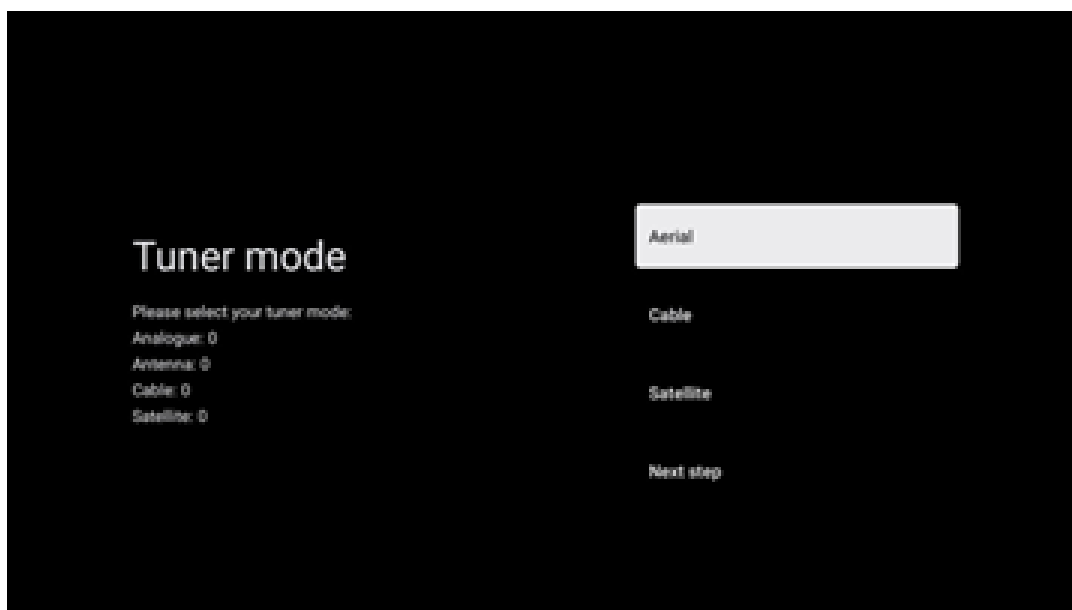 Tuner mode
Please select your tuner mode:
Analogue: 0
Antenna: 0
Cable: 0
Satellite: 0
Aerial
Cable
Satellite
Next step